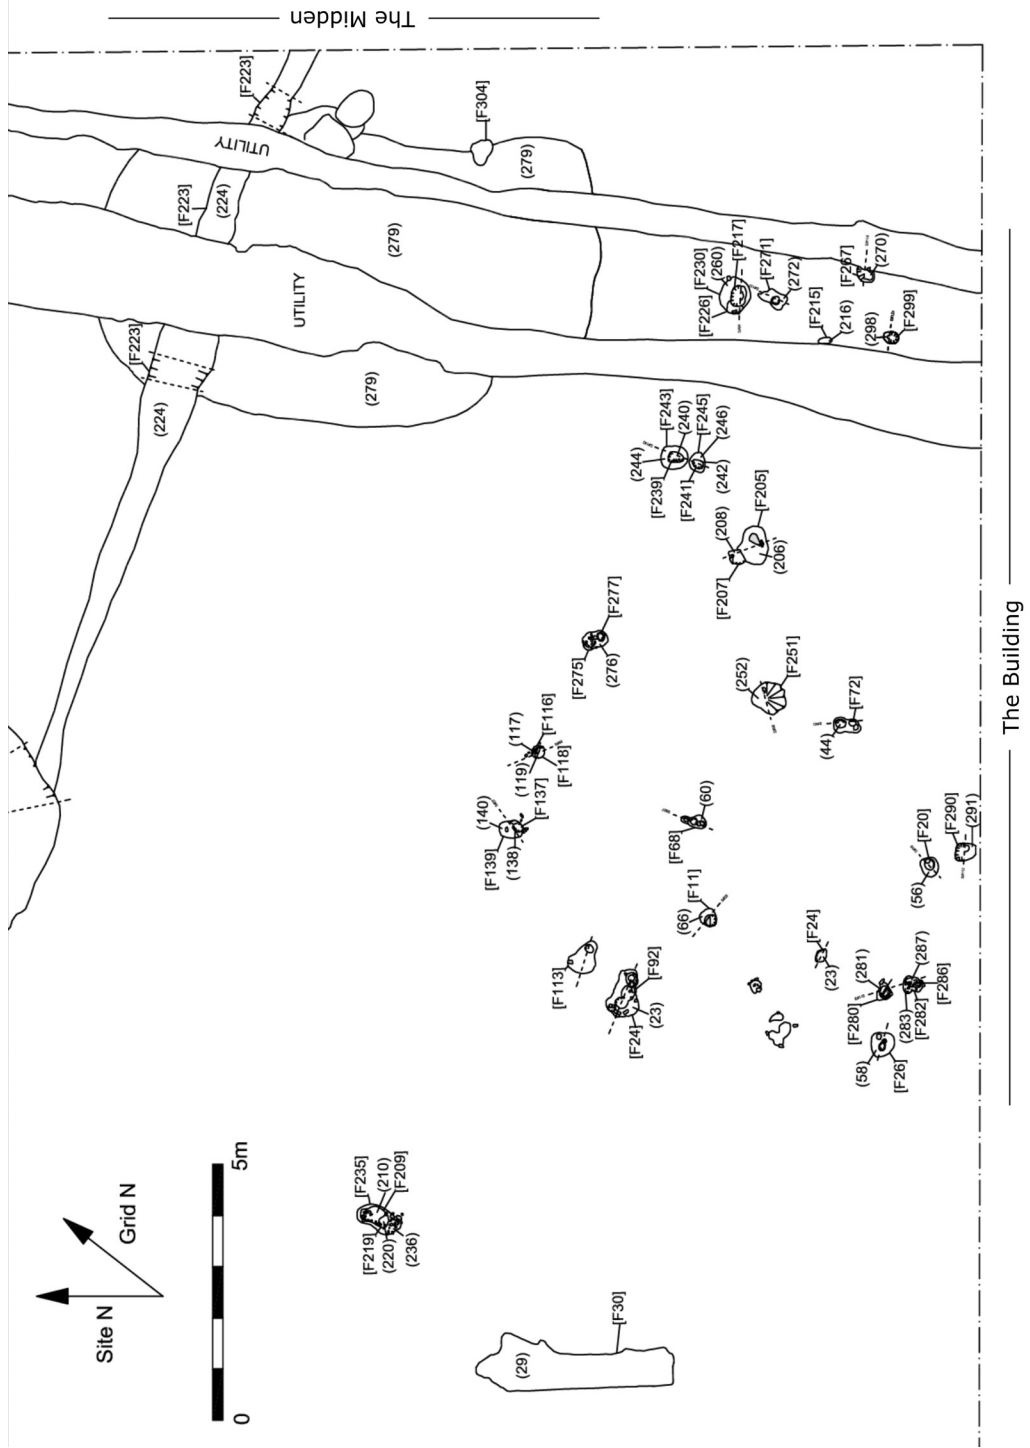 The Midden
[F223]
[F304]
UTILITY
(279)
[F223]
(224)
(279)
[F217]
(260)
[F230]
[F226]
[F271]
(272)
[F267]
(270)
UTILITY
[F215]
(216)
(298)
[F299]
[F223]
(224)
(279)
[F243]
(240)
[F245]
(246)
(244)
[F239]
[F241]
(242)
(208)
[F205]
[F207]
(206)
[F277]
[F275]
(276)
(252)
[F251]
(117)
[F116]
(119)
[F118]
[F72]
(44)
(140)
[F137]
[F139]
(138)
(60)
[F68]
[F20]
[F290]
(291)
(56)
[F11]
(66)
[F113]
[F92]
[F24]
(23)
[F24]
(23)
(281)
(287)
[F280]
(283)
[F282]
[F286]
(58)
[F26]
The Building
5m
0
Grid N
Site N
[F235]
(210)
[F209]
[F219]
(220)
(236)
[F30]
(29)